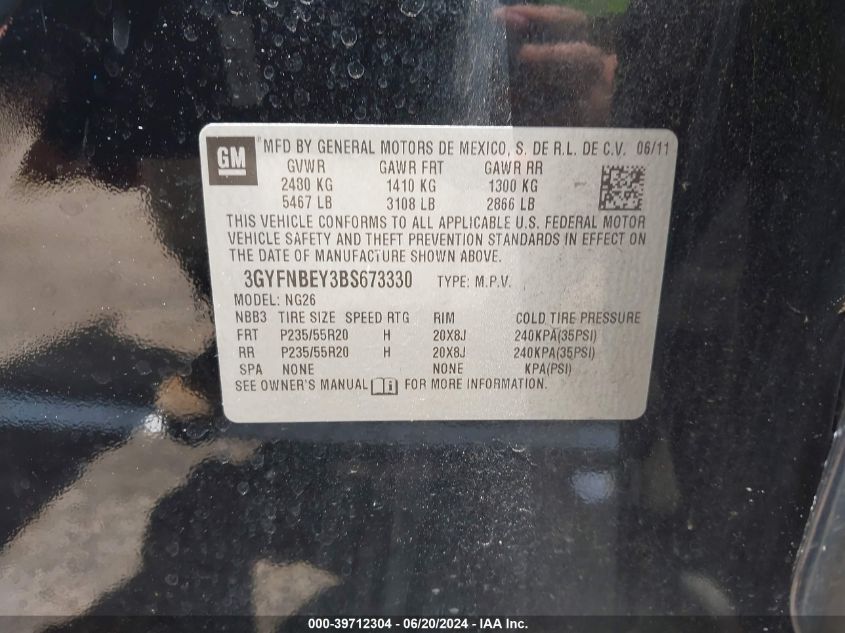 GM
MFD BY GENERAL MOTORS DE MEXICO, S. DE R.L. DE C.V. 06/11
GVWR GAWR FRT GAWR RR
2480 KG 1410 KG 1300 KG
5467 LB 3108 LB 2866 LB
THIS VEHICLE CONFORMS TO ALL APPLICABLE U.S. FEDERAL MOTOR
VEHICLE SAFETY AND THEFT PREVENTION STANDARDS IN EFFECT ON
THE DATE OF MANUFACTURE SHOWN ABOVE.
3GYFNBEY3BS673330 TYPE: M.P.V.
MODEL: NG26
NBB3 TIRE SIZE SPEED RTG RIM COLD TIRE PRESSURE
FRT P235/55R20 H 20X8J 240KPA(35PSI)
RR P235/55R20 H 20X8J 240KPA(35PSI)
SPA NONE NONE KPA(PSI)
SEE OWNER'S MANUAL FOR MORE INFORMATION.
000-39712304 - 06/20/2024 - IAA Inc.